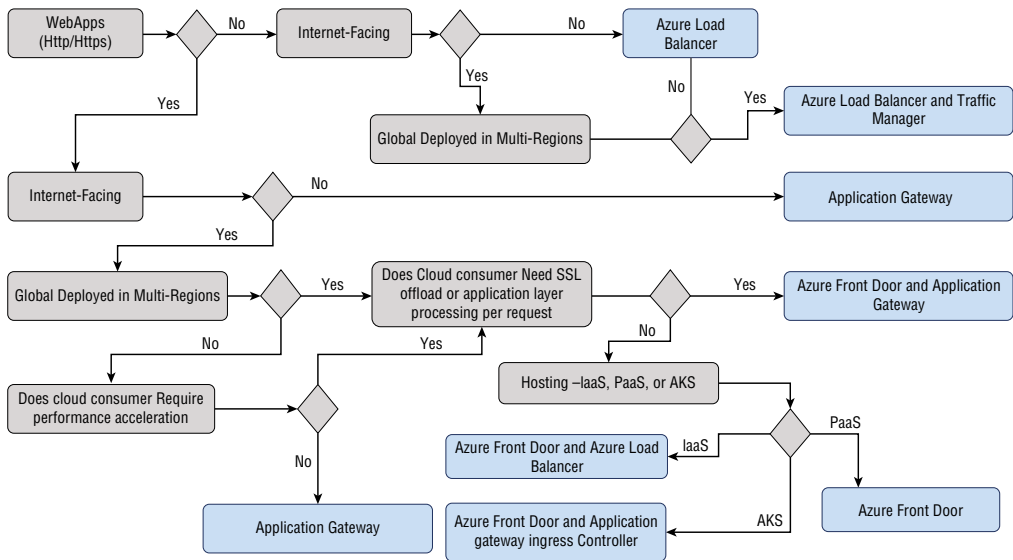 WebApps
(Http/Https)
No
Internet-Facing
No
Azure Load
Balancer
Yes
No
Yes
Azure Load Balancer and Traffic
Manager
Global Deployed in Multi-Regions
Yes
Internet-Facing
No
Application Gateway
Yes
Global Deployed in Multi-Regions
Yes
Does Cloud consumer Need SSL
offload or application layer
processing per request
Yes
Azure Front Door and Application
Gateway
No
Yes
No
Does cloud consumer Require
performance acceleration
Hosting –IaaS, PaaS, or AKS
No
IaaS
PaaS
Azure Front Door and Azure Load
Balancer
Application Gateway
Azure Front Door and Application
gateway ingress Controller
AKS
Azure Front Door